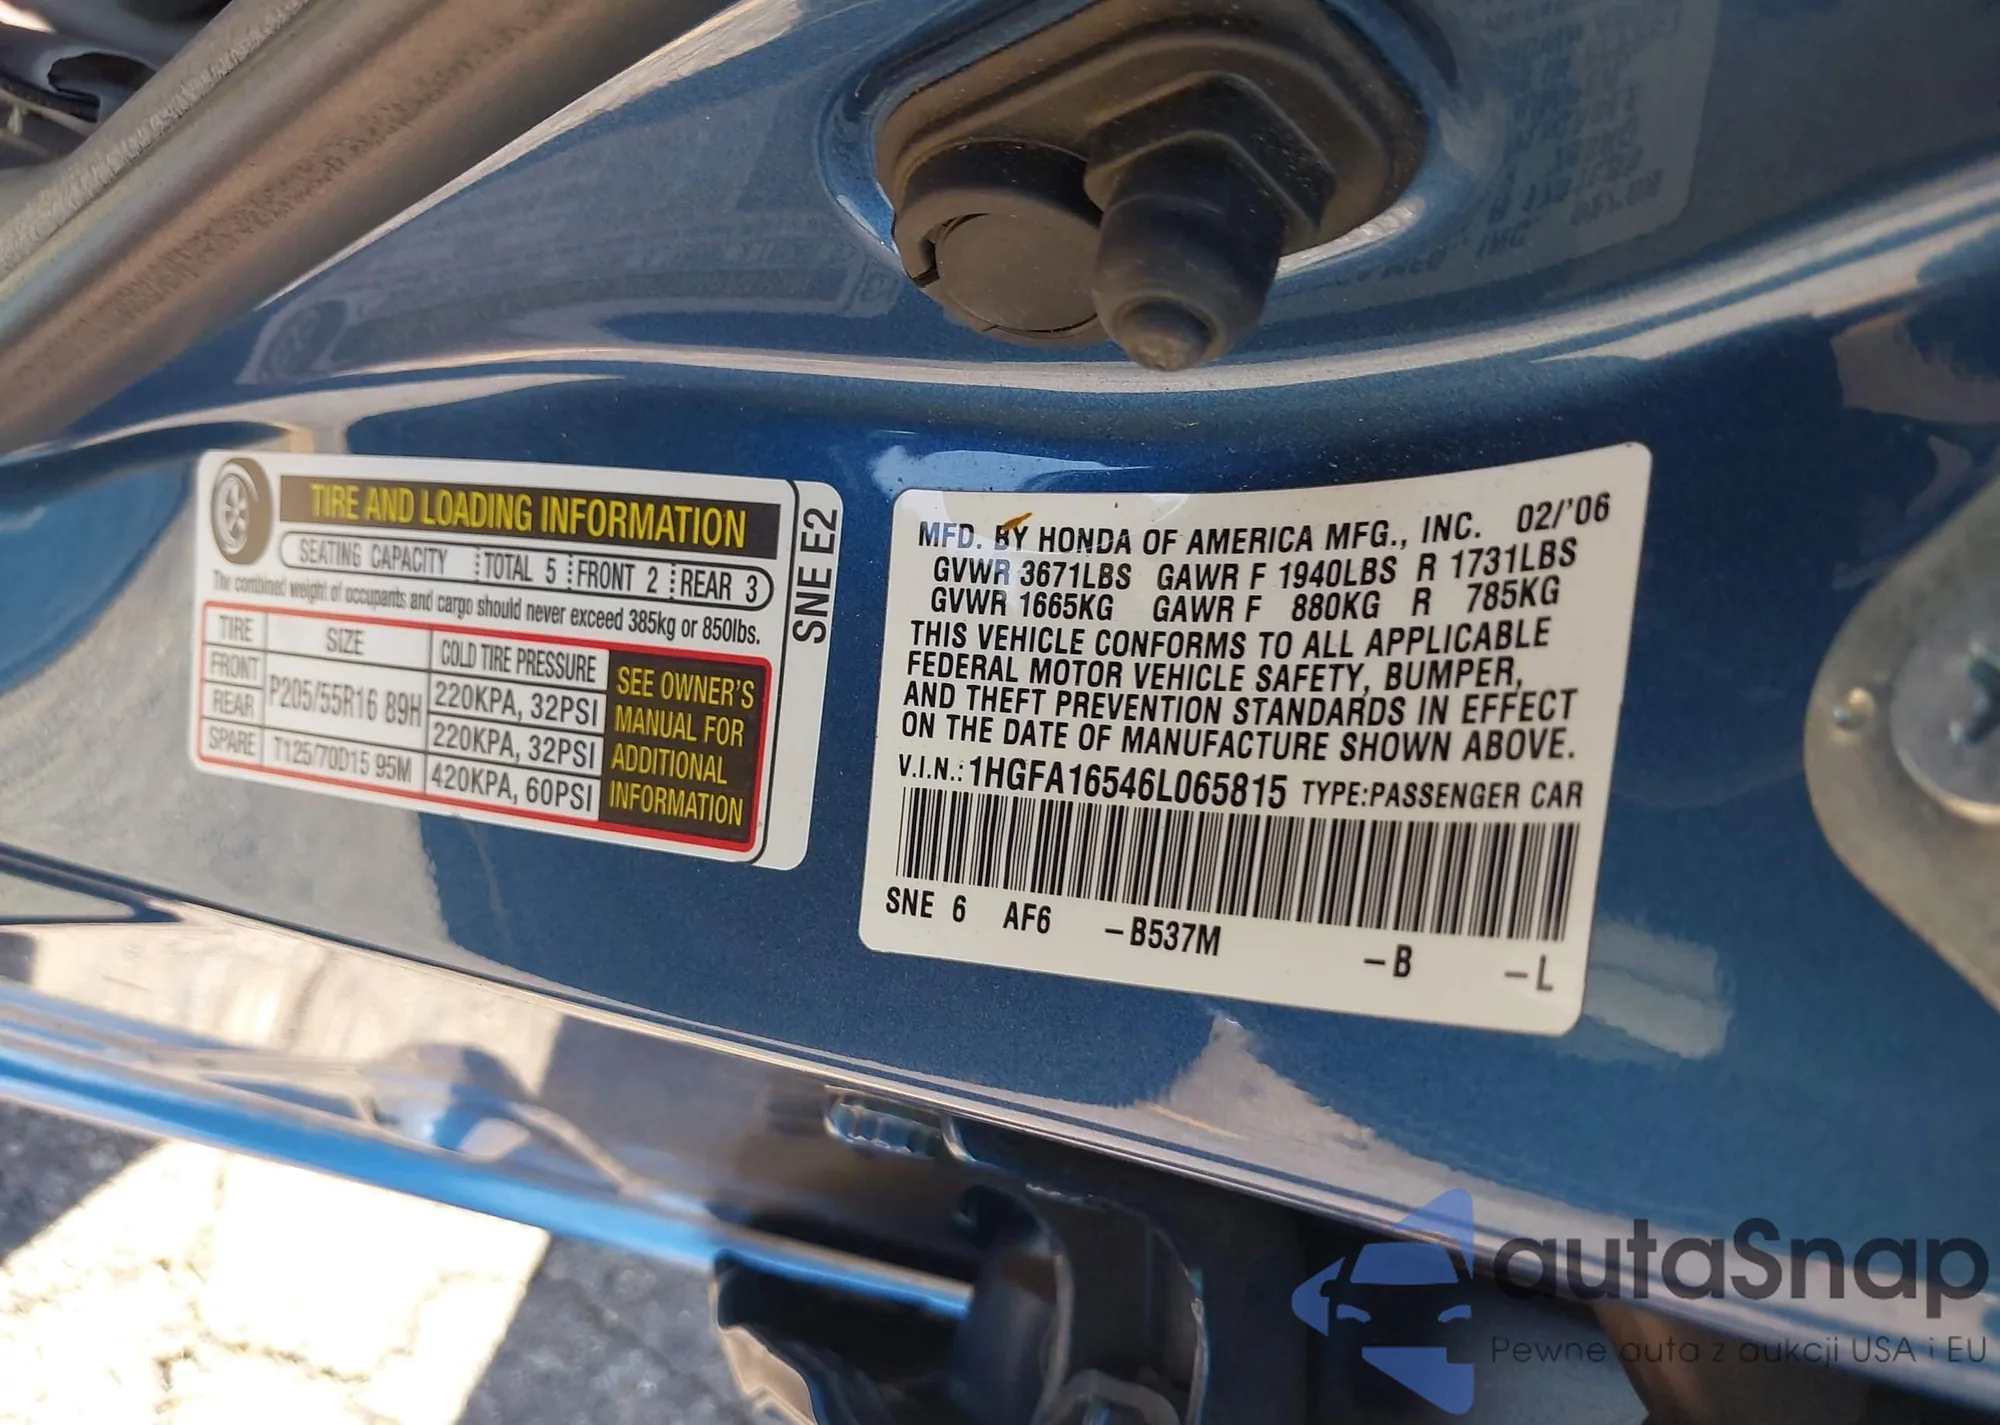 TIRE AND LOADING INFORMATION
SEATING CAPACITY TOTAL 5 FRONT 2 REAR 3
The combined weight of occupants and cargo should never exceed 385kg or 850lbs.
TIRE SIZE COLD TIRE PRESSURE
FRONT P205/55R16 89H 220KPA, 32PSI
REAR 220KPA, 32PSI
SPARE T125/70D15 95M 420KPA, 60PSI
SEE OWNER'S
MANUAL FOR
ADDITIONAL
INFORMATION
SNE E2
MFD. BY HONDA OF AMERICA MFG., INC. 02/'06
GVWR 3671LBS GAWR F 1940LBS R 1731LBS
GVWR 1665KG GAWR F 880KG R 785KG
THIS VEHICLE CONFORMS TO ALL APPLICABLE
FEDERAL MOTOR VEHICLE SAFETY, BUMPER,
AND THEFT PREVENTION STANDARDS IN EFFECT
ON THE DATE OF MANUFACTURE SHOWN ABOVE.
V.I.N.: 1HGFA16546L065815 TYPE:PASSENGER CAR
SNE 6 AF6 -B537M -B -L
autaSnap
Pewne auta z aukcji USA i EU